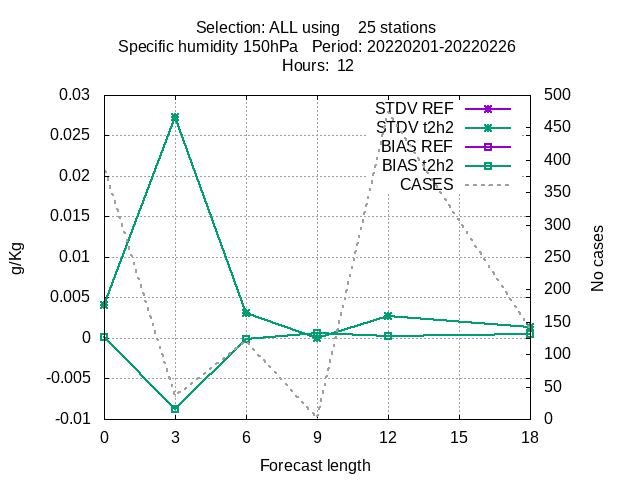 Selection: ALL using    25 stations
Specific humidity 150hPa   Period: 20220201-20220226
Hours:  12
STDV REF
STDV t2h2
BIAS REF
BIAS t2h2
CASES
0.03
0.025
0.02
0.015
0.01
0.005
0
-0.005
-0.01
500
450
400
350
300
250
200
150
100
50
0
g/Kg
No cases
0 3 6 9 12 15 18
Forecast length